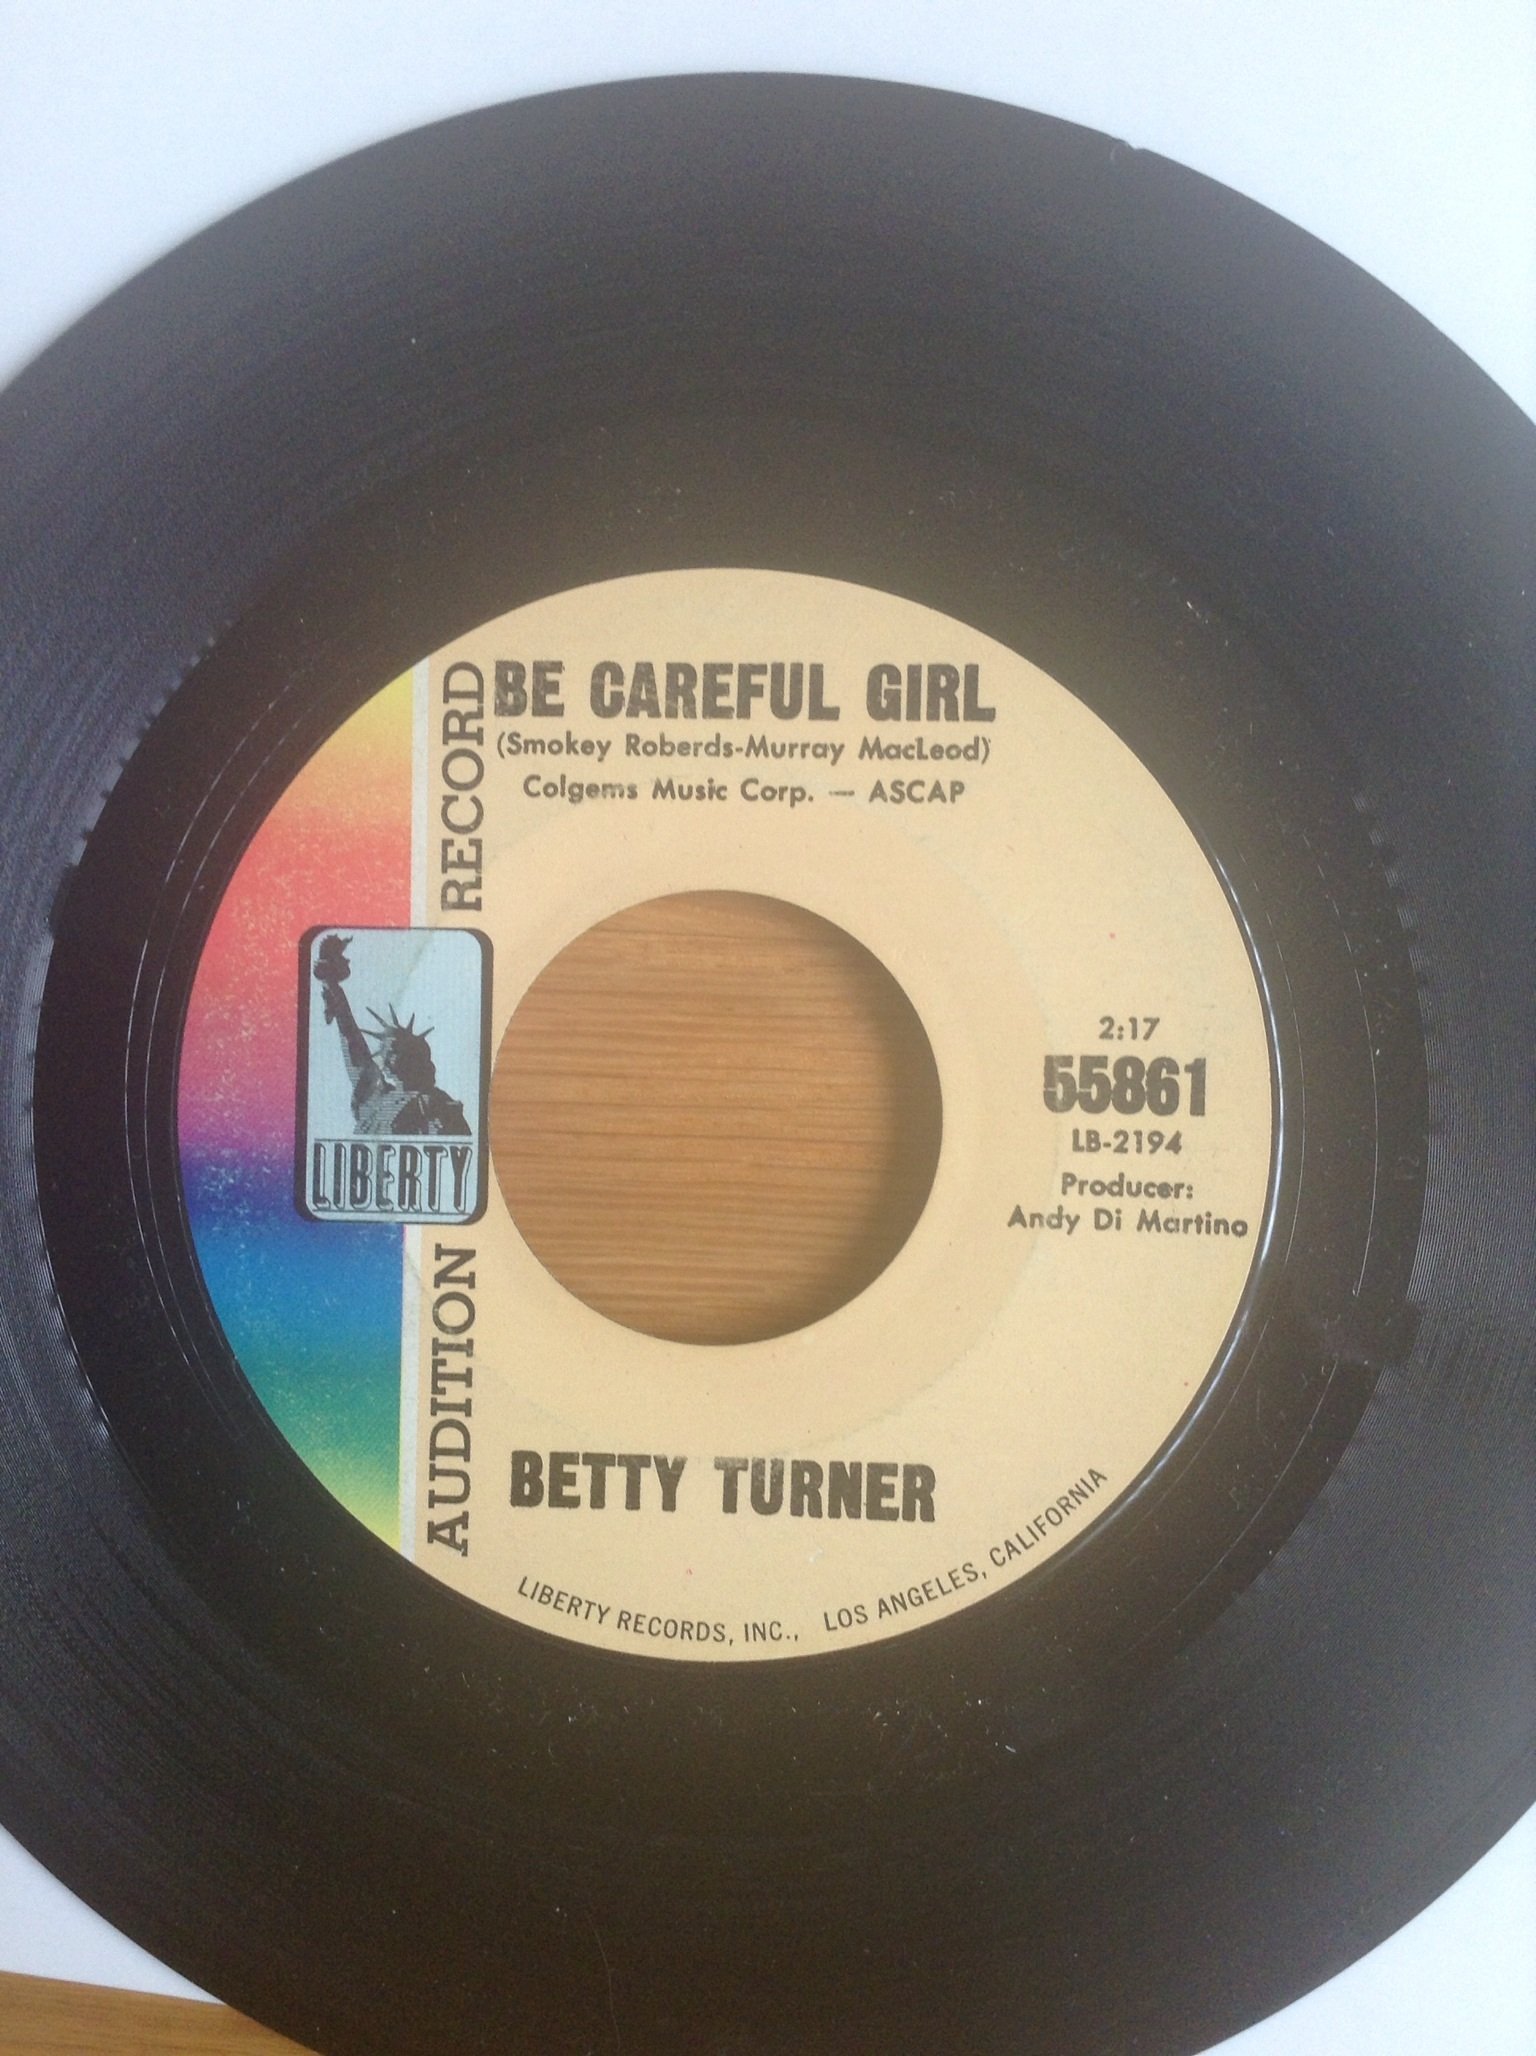 BE CAREFUL GIRL
(Smokey Roberds-Murray MacLeod)
Colgems Music Corp. — ASCAP
AUDITION RECORD
LIBERTY
2:17
55861
LB-2194
Producer:
Andy Di Martino
BETTY TURNER
LIBERTY RECORDS, INC., LOS ANGELES, CALIFORNIA